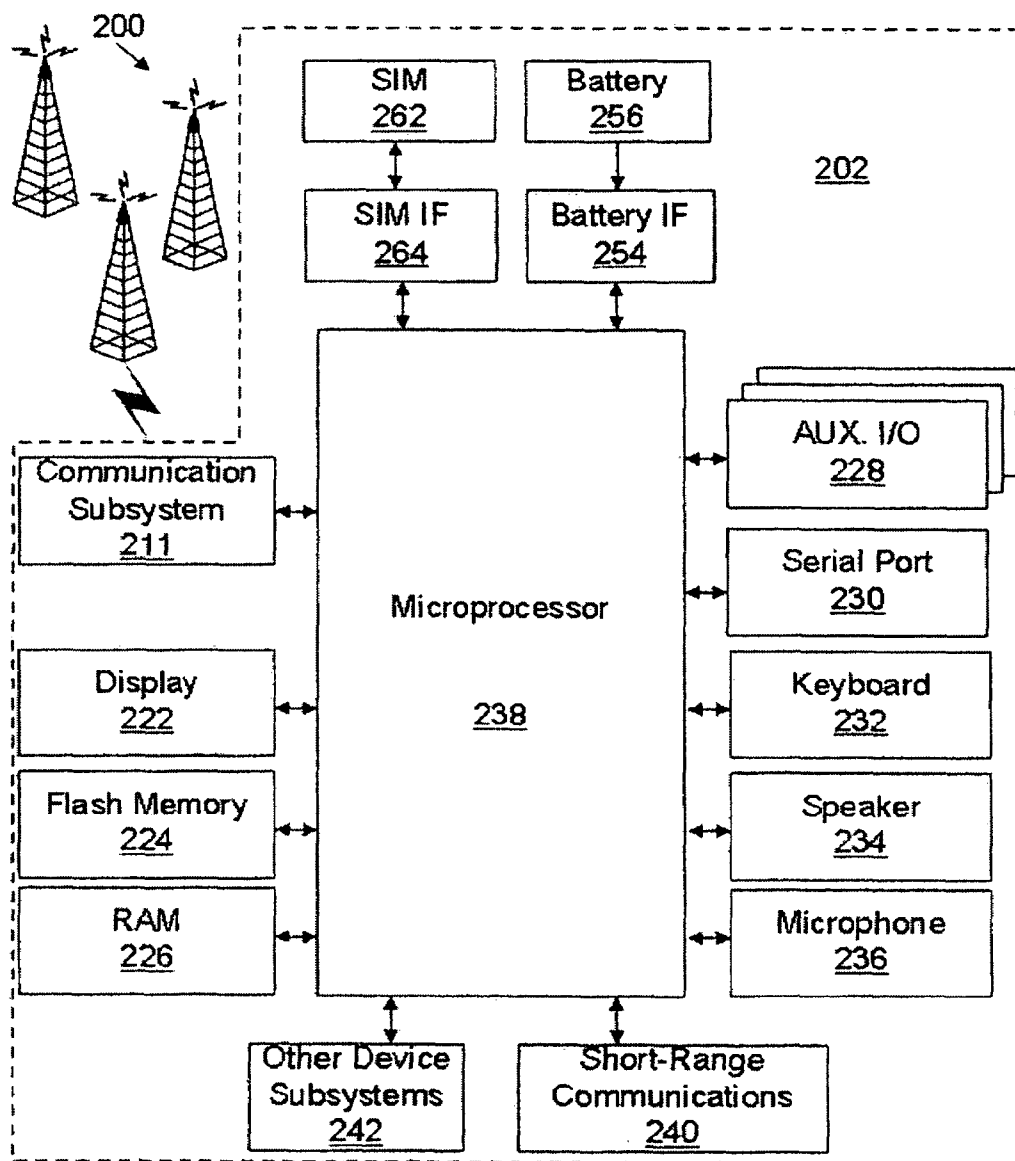 200
SIM
262
Battery
256
202
SIM IF
264
Battery IF
254
AUX. I/O
228
Communication
Subsystem
211
Serial Port
230
Microprocessor
238
Display
222
Keyboard
232
Flash Memory
224
Speaker
234
RAM
226
Microphone
236
Other Device
Subsystems
242
Short-Range
Communications
240